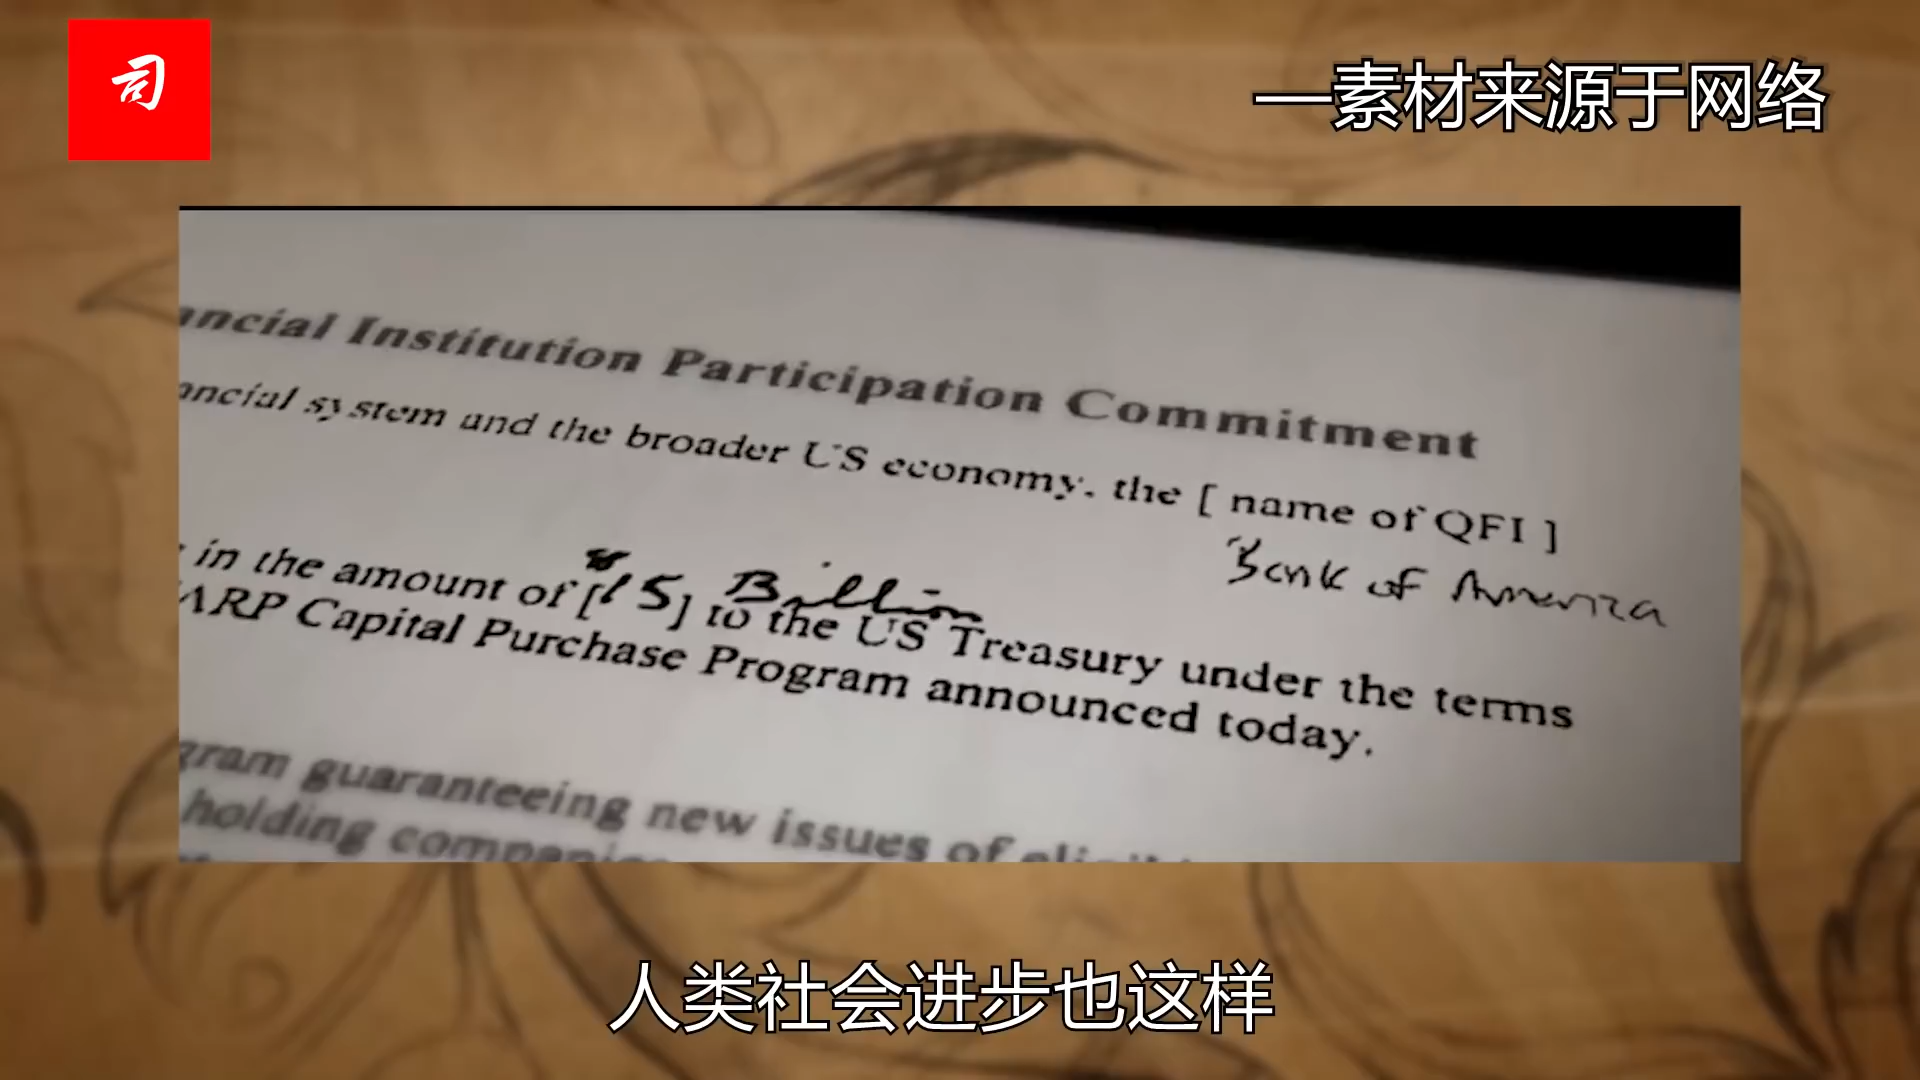 司
—素材来源于网络
ancial Institution Participation Commitment
ancial system and the broader US economy, the [ name of QFI ]
Bank of America
in the amount of [15] Billion to the US Treasury under the terms
ARP Capital Purchase Program announced today.
gram guaranteeing new issues of
holding
人类社会进步也这样